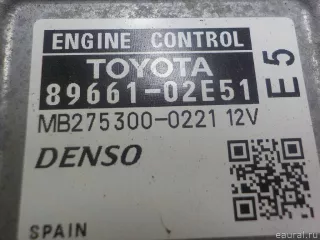 ENGINE CONTROL
TOYOTA
89661-02E51
E5
MB275300-0221 12V
DENSO
SPAIN
© eaural.ru